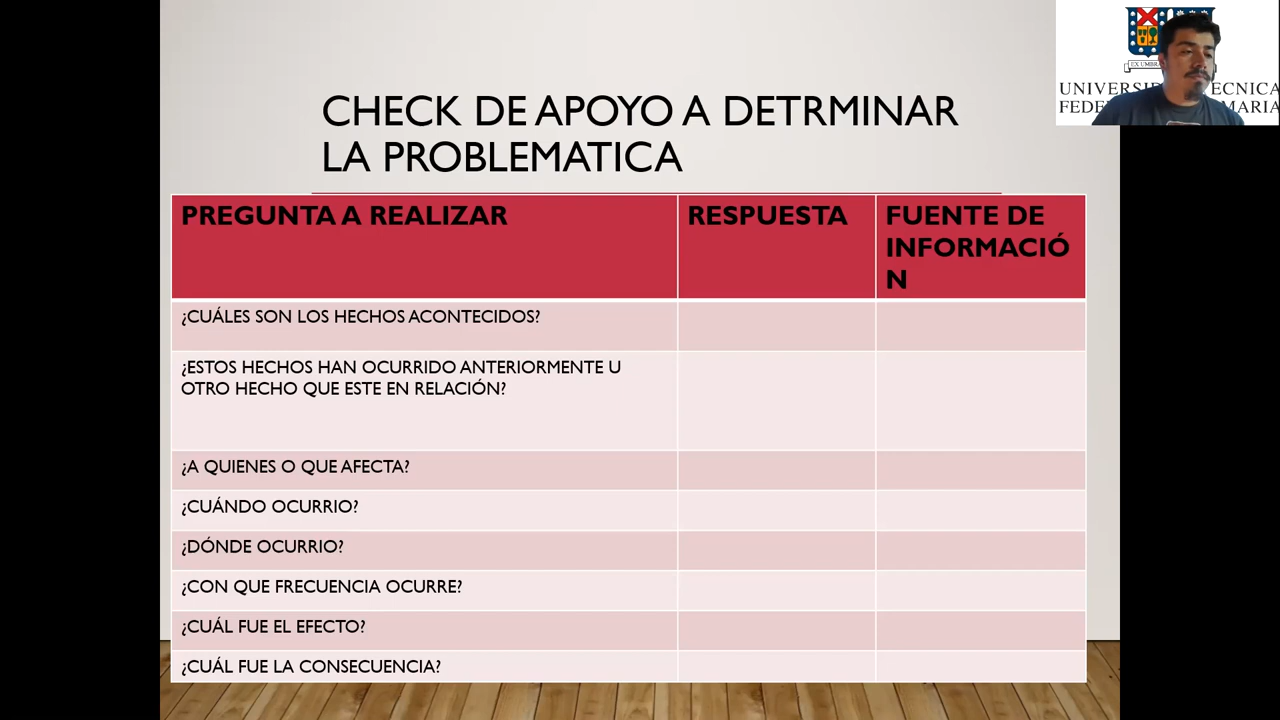 CHECK DE APOYO A DETRMINAR
LA PROBLEMATICA
PREGUNTA A REALIZAR
RESPUESTA
FUENTE DE
INFORMACIÓ
N
¿CUÁLES SON LOS HECHOS ACONTECIDOS?
¿ESTOS HECHOS HAN OCURRIDO ANTERIORMENTE U
OTRO HECHO QUE ESTE EN RELACIÓN?
¿A QUIENES O QUE AFECTA?
¿CUÁNDO OCURRIO?
¿DÓNDE OCURRIO?
¿CON QUE FRECUENCIA OCURRE?
¿CUÁL FUE EL EFECTO?
¿CUÁL FUE LA CONSECUENCIA?